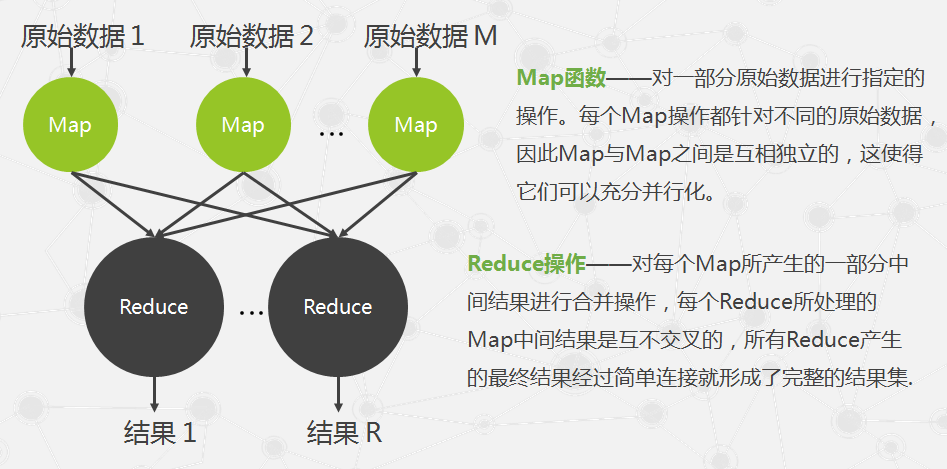 原始数据 1 原始数据 2 原始数据 M
Map Map ... Map
Reduce ... Reduce
结果 1 结果 R
Map函数——对一部分原始数据进行指定的
操作。每个Map操作都针对不同的原始数据，
因此Map与Map之间是互相独立的，这使得
它们可以充分并行化。
Reduce操作——对每个Map所产生的一部分中
间结果进行合并操作，每个Reduce所处理的
Map中间结果是互不交叉的，所有Reduce产生
的最终结果经过简单连接就形成了完整的结果集.